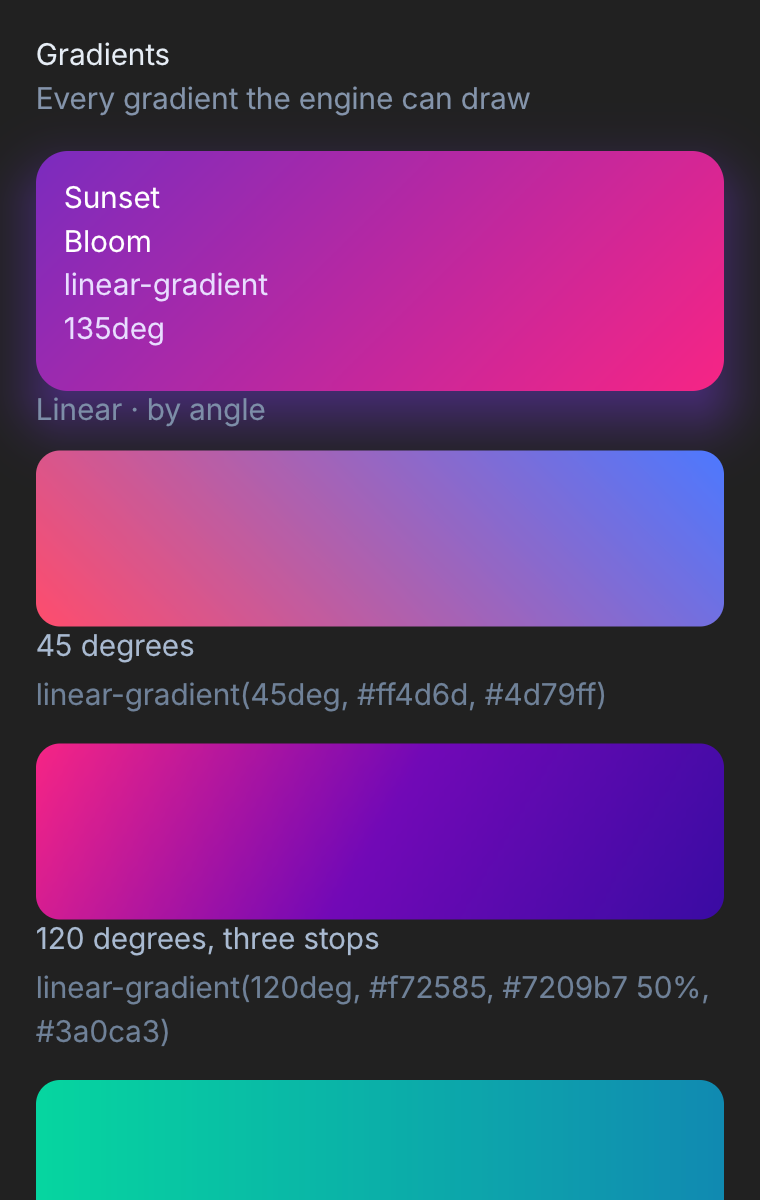 Gradients
Every gradient the engine can draw
Sunset
Bloom
linear-gradient
135deg
Linear · by angle
45 degrees
linear-gradient(45deg, #ff4d6d, #4d79ff)
120 degrees, three stops
linear-gradient(120deg, #f72585, #7209b7 50%,
#3a0ca3)